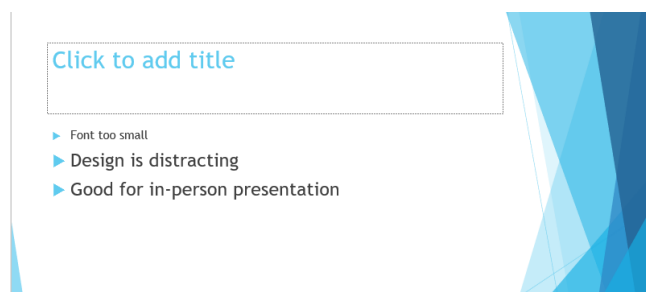 Click to add title
Font too small
Design is distracting
Good for in-person presentation